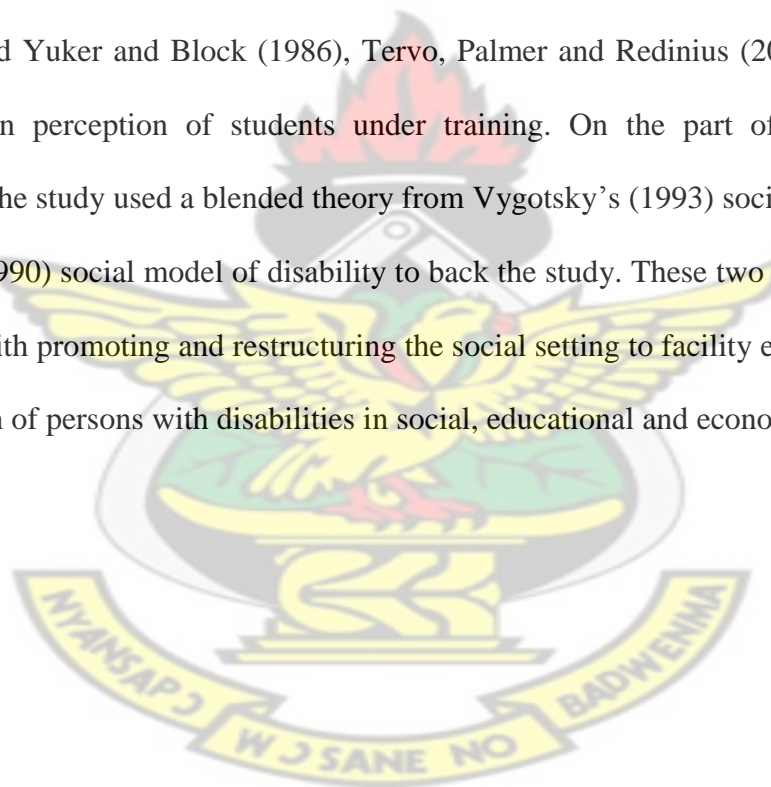 d Yuker and Block (1986), Tervo, Palmer and Redinius (20
n perception of students under training. On the part of
he study used a blended theory from Vygotsky’s (1993) soci
990) social model of disability to back the study. These two
ith promoting and restructuring the social setting to facility e
n of persons with disabilities in social, educational and econo
NYANSAPƆ
WƆSANE NO
BADWENMA